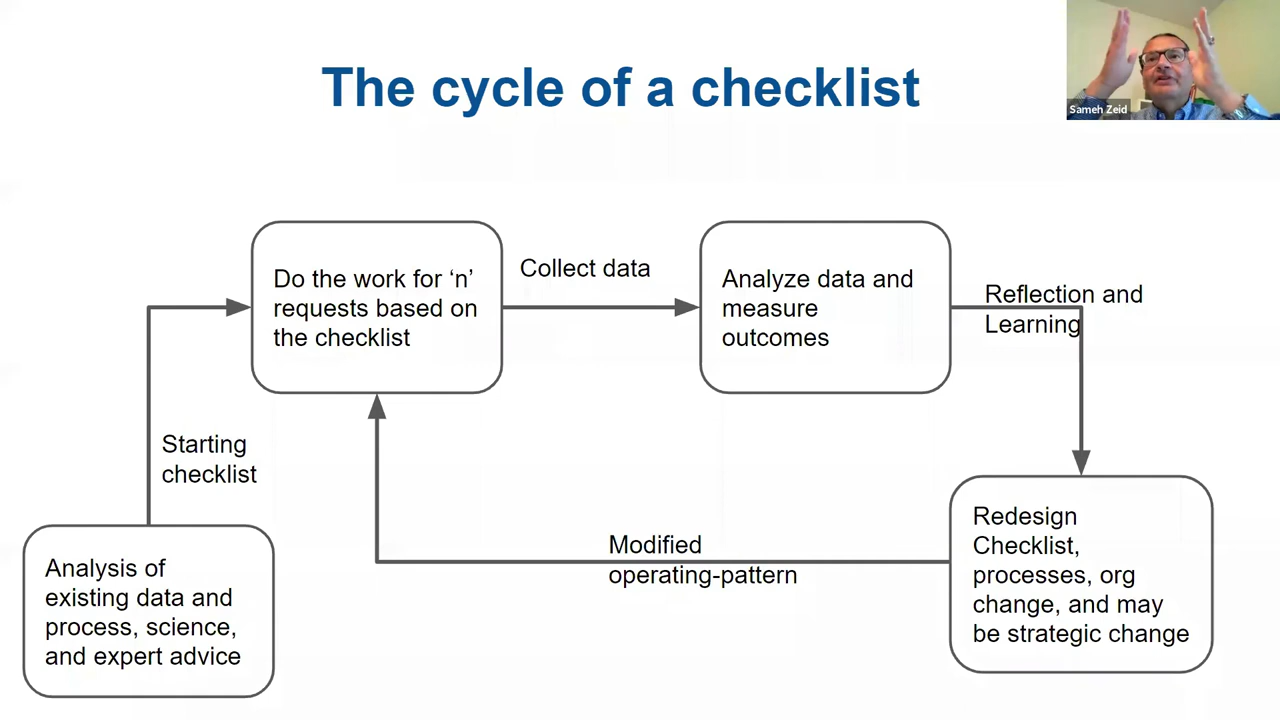 The cycle of a checklist
Sameh Zeid
Do the work for ‘n’
requests based on
the checklist
Collect data
Analyze data and
measure
outcomes
Reflection and
Learning
Starting
checklist
Analysis of
existing data and
process, science,
and expert advice
Modified
operating-pattern
Redesign
Checklist,
processes, org
change, and may
be strategic change